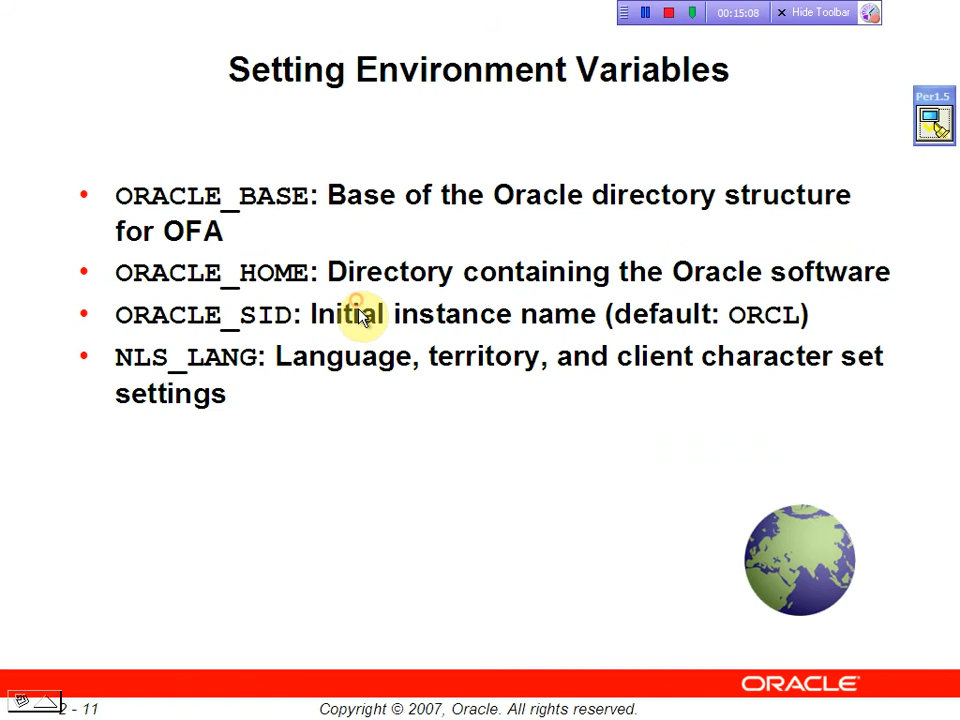 00:15:08 Hide Toolbar
Setting Environment Variables
Per1.5
• ORACLE_BASE: Base of the Oracle directory structure
for OFA
• ORACLE_HOME: Directory containing the Oracle software
• ORACLE_SID: Initial instance name (default: ORCL)
• NLS_LANG: Language, territory, and client character set
settings
ORACLE
2 - 11
Copyright © 2007, Oracle. All rights reserved.